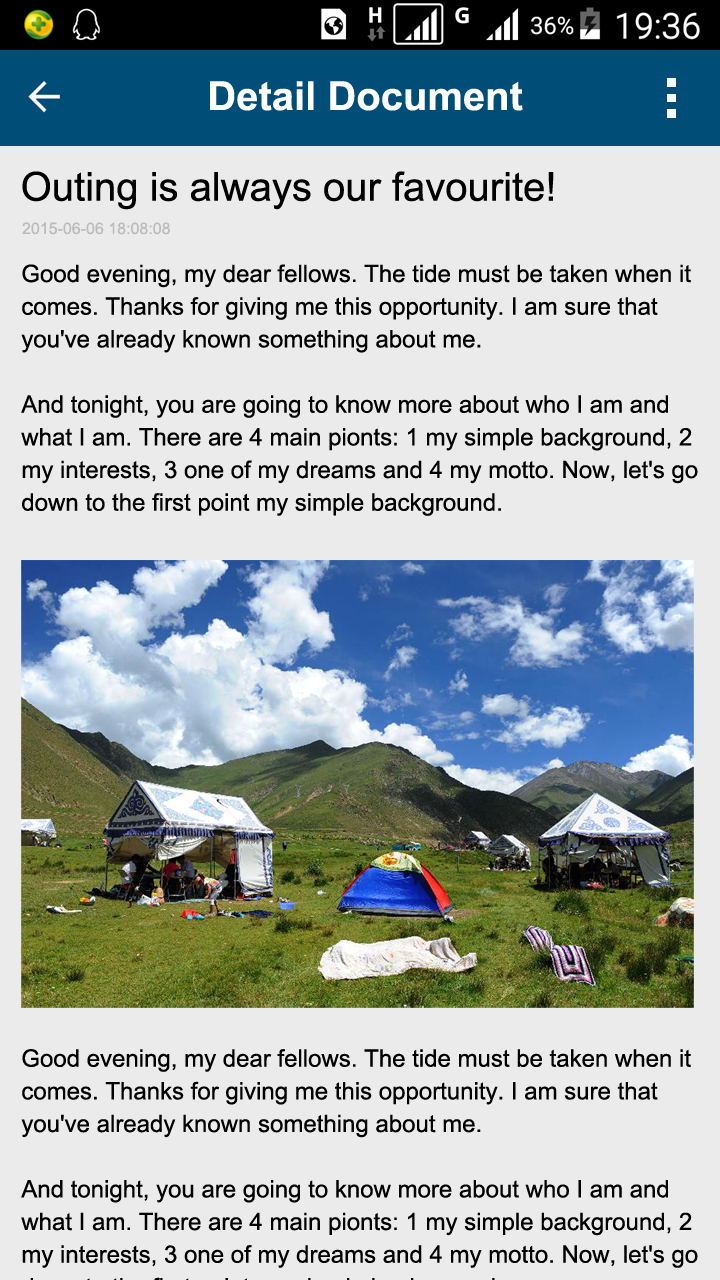 H G 36% 19:36
Detail Document
Outing is always our favourite!
2015-06-06 18:08:08
Good evening, my dear fellows. The tide must be taken when it
comes. Thanks for giving me this opportunity. I am sure that
you've already known something about me.
And tonight, you are going to know more about who I am and
what I am. There are 4 main pionts: 1 my simple background, 2
my interests, 3 one of my dreams and 4 my motto. Now, let's go
down to the first point my simple background.
Good evening, my dear fellows. The tide must be taken when it
comes. Thanks for giving me this opportunity. I am sure that
you've already known something about me.
And tonight, you are going to know more about who I am and
what I am. There are 4 main pionts: 1 my simple background, 2
my interests, 3 one of my dreams and 4 my motto. Now, let's go